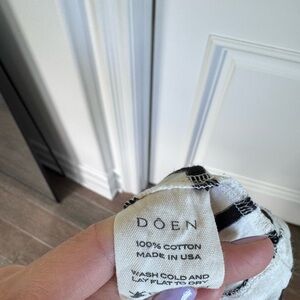 DÔEN
100% COTTON
MADE IN USA
WASH COLD AND
LAY FLAT TO DRY